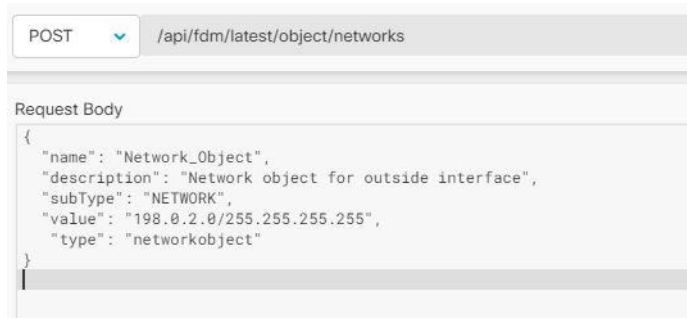 POST /api/fdm/latest/object/networks
Request Body
{
"name": "Network_Object",
"description": "Network object for outside interface",
"subType": "NETWORK",
"value": "198.0.2.0/255.255.255.255",
"type": "networkobject"
}